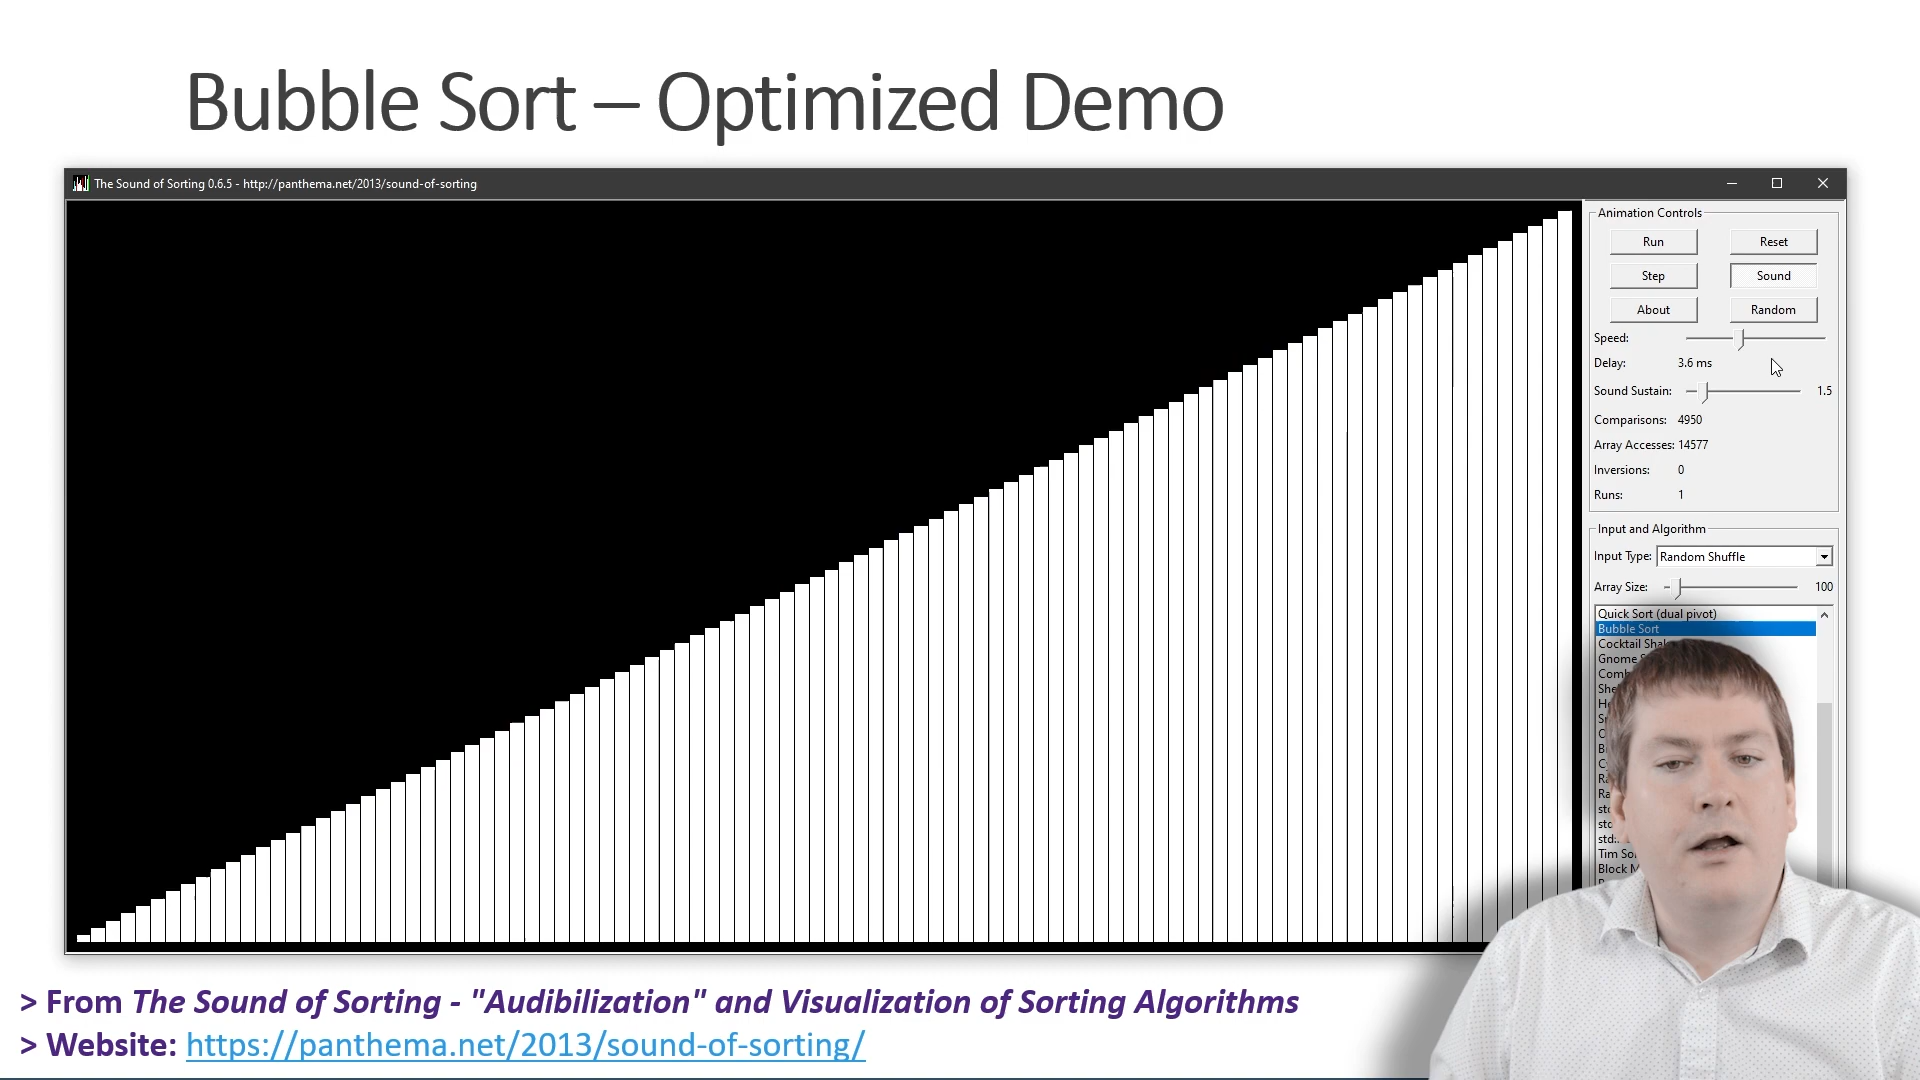 Bubble Sort – Optimized Demo
The Sound of Sorting 0.6.5 - http://panthema.net/2013/sound-of-sorting
Animation Controls
Run Reset
Step Sound
About Random
Speed:
Delay: 3.6 ms
Sound Sustain: 1.5
Comparisons: 4950
Array Accesses: 14577
Inversions: 0
Runs: 1
Input and Algorithm
Input Type: Random Shuffle
Array Size: 100
Quick Sort (dual pivot)
Bubble Sort
Cocktail
Gnome
Tim
Block
> From The Sound of Sorting - "Audibilization" and Visualization of Sorting Algorithms
> Website: https://panthema.net/2013/sound-of-sorting/